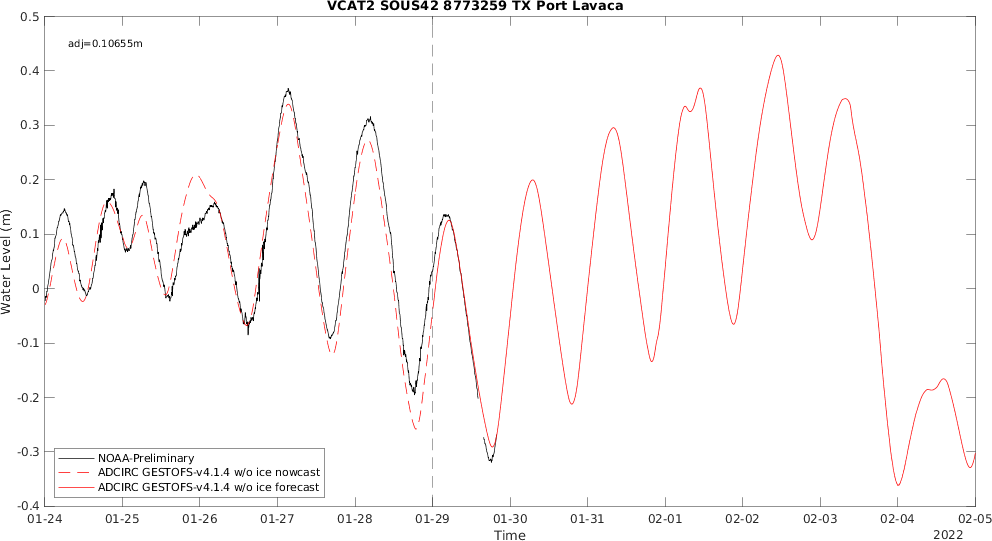 VCAT2 SOUS42 8773259 TX Port Lavaca
adj=0.10655m
0.5
0.4
0.3
0.2
0.1
0
-0.1
-0.2
-0.3
-0.4
Water Level (m)
NOAA-Preliminary
ADCIRC GESTOFS-v4.1.4 w/o ice nowcast
ADCIRC GESTOFS-v4.1.4 w/o ice forecast
01-24 01-25 01-26 01-27 01-28 01-29 01-30 01-31 02-01 02-02 02-03 02-04 02-05
Time
2022